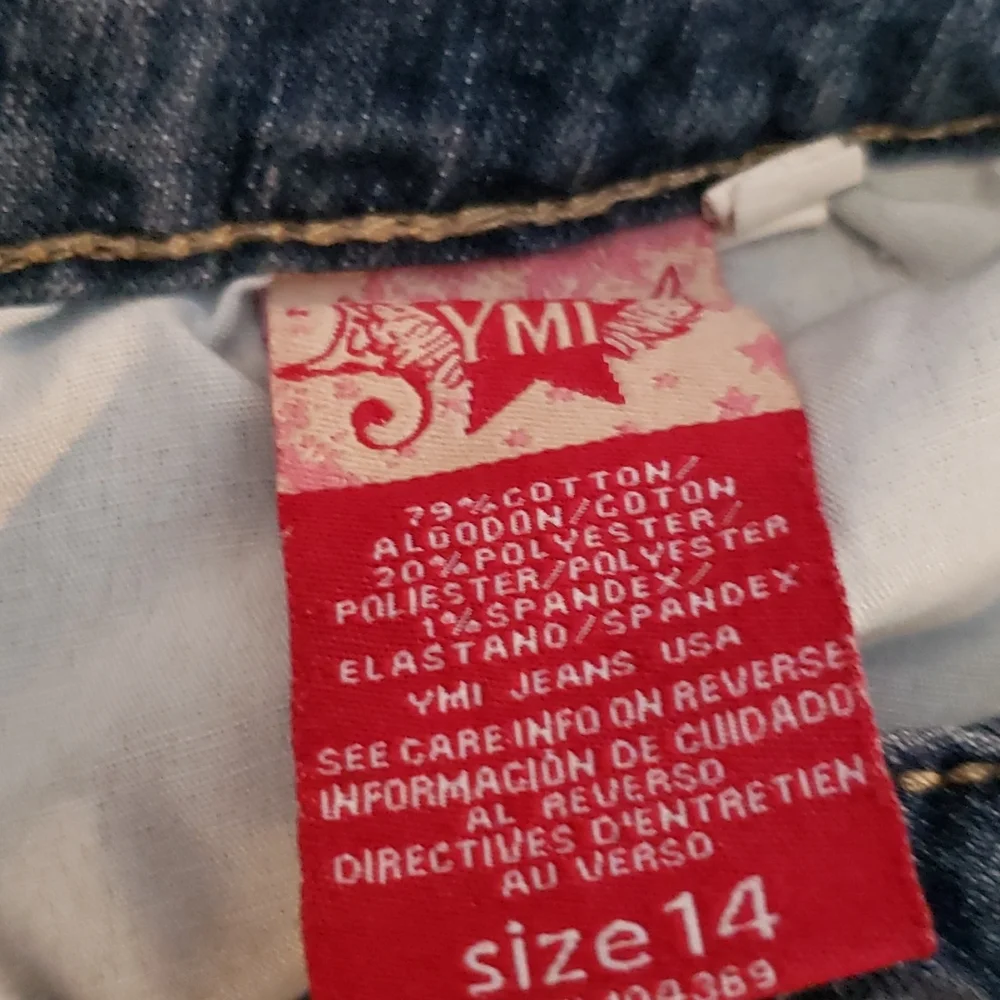 YMI
79% COTTON/
ALGODON/COTON
20% POLYESTER/
POLIESTER/POLYESTER
1% SPANDEX/
ELASTANO/SPANDEX
YMI JEANS USA
SEE CARE INFO ON REVERSE
INFORMACIÓN DE CUIDADO
AL REVERSO
DIRECTIVES D'ENTRETIEN
AU VERSO
size 14